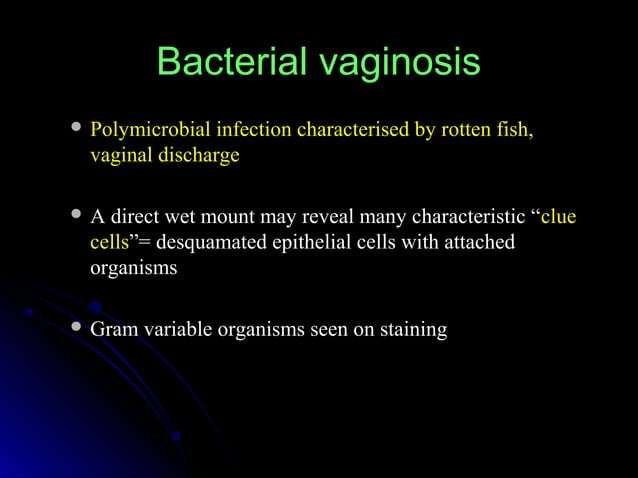 Bacterial vaginosis
Polymicrobial infection characterised by rotten fish,
vaginal discharge
A direct wet mount may reveal many characteristic “clue
cells”= desquamated epithelial cells with attached
organisms
Gram variable organisms seen on staining